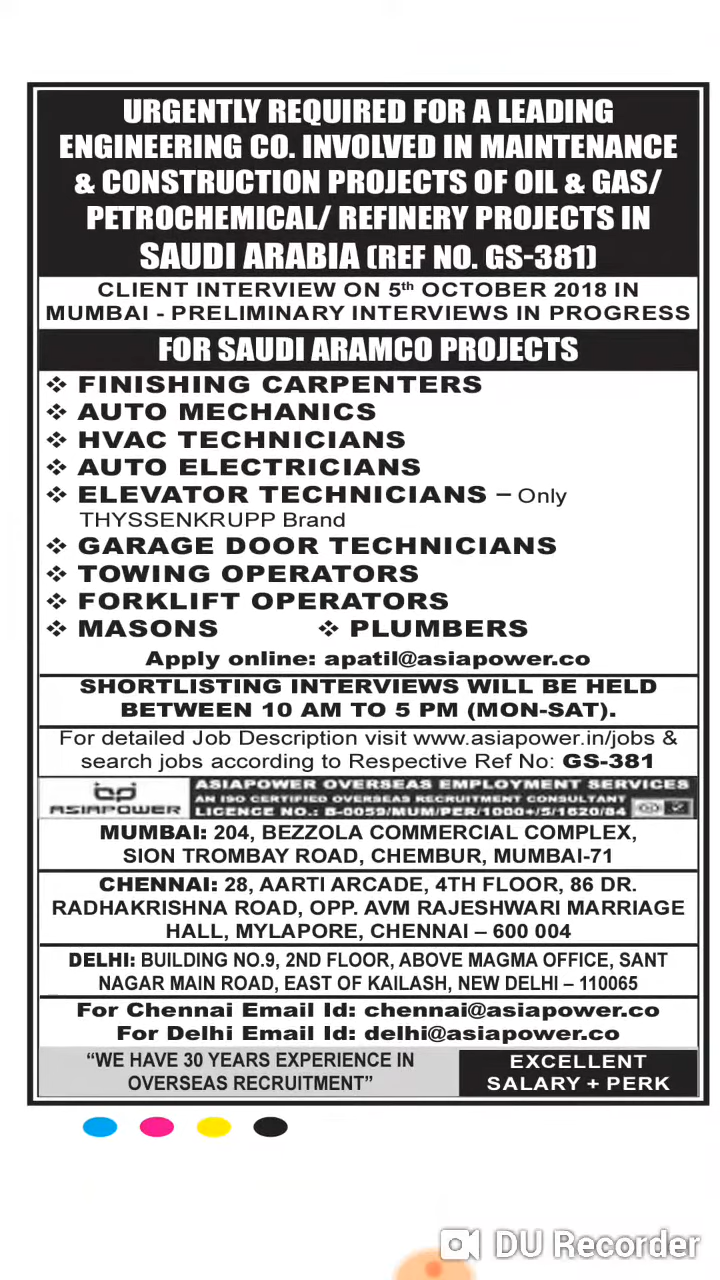 URGENTLY REQUIRED FOR A LEADING
ENGINEERING CO. INVOLVED IN MAINTENANCE
& CONSTRUCTION PROJECTS OF OIL & GAS/
PETROCHEMICAL/ REFINERY PROJECTS IN
SAUDI ARABIA (REF NO. GS-381)
CLIENT INTERVIEW ON 5th OCTOBER 2018 IN
MUMBAI - PRELIMINARY INTERVIEWS IN PROGRESS
FOR SAUDI ARAMCO PROJECTS
❖ FINISHING CARPENTERS
❖ AUTO MECHANICS
❖ HVAC TECHNICIANS
❖ AUTO ELECTRICIANS
❖ ELEVATOR TECHNICIANS – Only
THYSSENKRUPP Brand
❖ GARAGE DOOR TECHNICIANS
❖ TOWING OPERATORS
❖ FORKLIFT OPERATORS
❖ MASONS ❖ PLUMBERS
Apply online: apatil@asiapower.co
SHORTLISTING INTERVIEWS WILL BE HELD
BETWEEN 10 AM TO 5 PM (MON-SAT).
For detailed Job Description visit www.asiapower.in/jobs &
search jobs according to Respective Ref No: GS-381
ASIAPOWER
ASIAPOWER OVERSEAS EMPLOYMENT SERVICES
AN ISO CERTIFIED OVERSEAS RECRUITMENT CONSULTANT
LICENCE NO.: B-0059/MUM/PER/1000+/5/1620/84
MUMBAI: 204, BEZZOLA COMMERCIAL COMPLEX,
SION TROMBAY ROAD, CHEMBUR, MUMBAI-71
CHENNAI: 28, AARTI ARCADE, 4TH FLOOR, 86 DR.
RADHAKRISHNA ROAD, OPP. AVM RAJESHWARI MARRIAGE
HALL, MYLAPORE, CHENNAI – 600 004
DELHI: BUILDING NO.9, 2ND FLOOR, ABOVE MAGMA OFFICE, SANT
NAGAR MAIN ROAD, EAST OF KAILASH, NEW DELHI – 110065
For Chennai Email Id: chennai@asiapower.co
For Delhi Email Id: delhi@asiapower.co
“WE HAVE 30 YEARS EXPERIENCE IN
OVERSEAS RECRUITMENT”
EXCELLENT
SALARY + PERK
DU Recorder